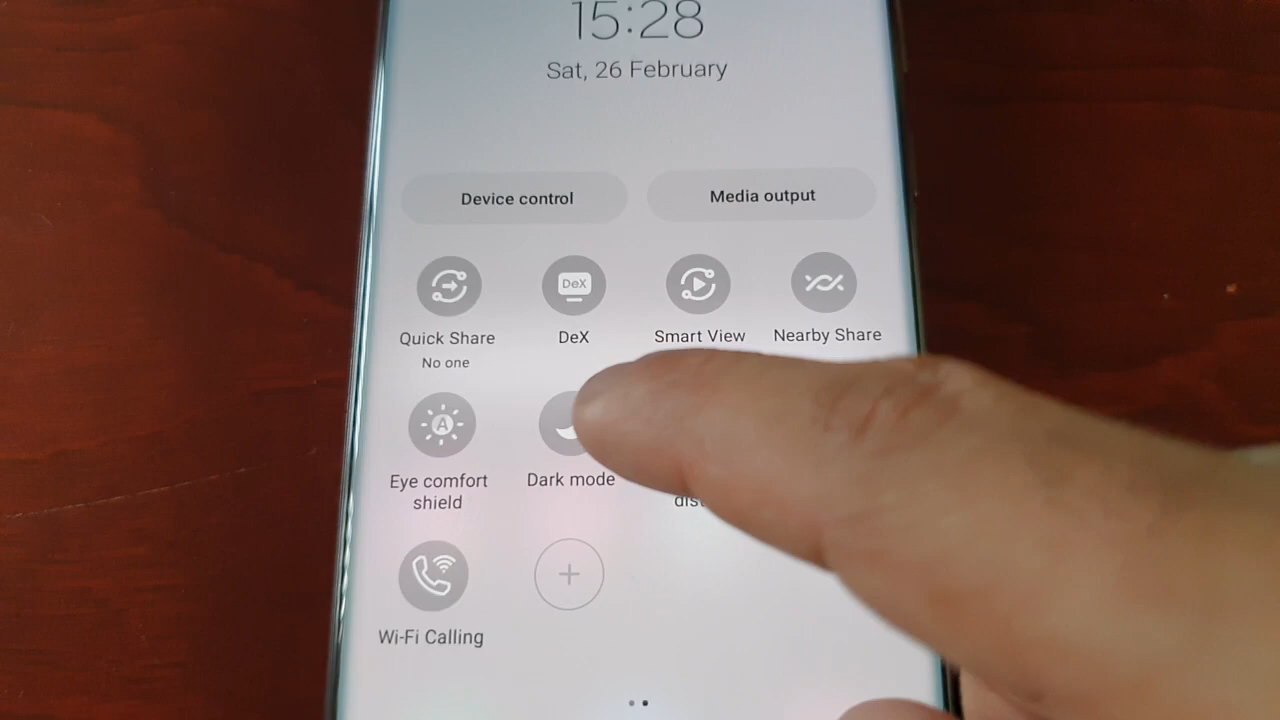 15:28
Sat, 26 February
Device control
Media output
DeX
Quick Share
DeX
Smart View
Nearby Share
No one
A
Eye comfort
shield
Dark mode
Wi-Fi Calling